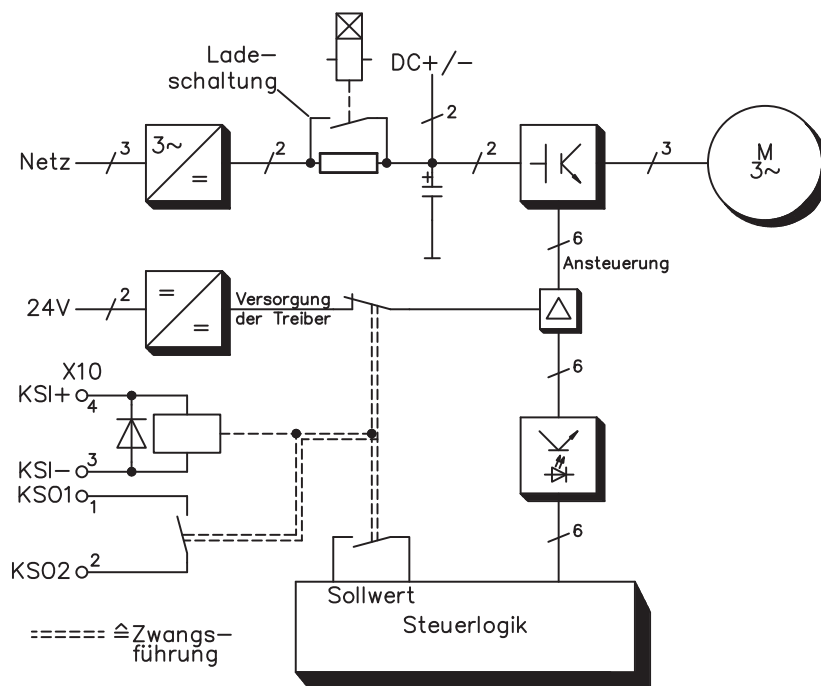 Lade-
schaltung
DC+/-
2
Netz
3
3~
=
2
2
3
M
3~
+
6
Ansteuerung
24V
2
=
=
Versorgung
der Treiber
6
X10
KSI+
4
KSI-
3
KSO1
1
KSO2
2
6
Sollwert
Steuerlogik
≙Zwangs-
führung